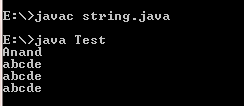 E:\>javac string.java
E:\>java Test
Anand
abcde
abcde
abcde